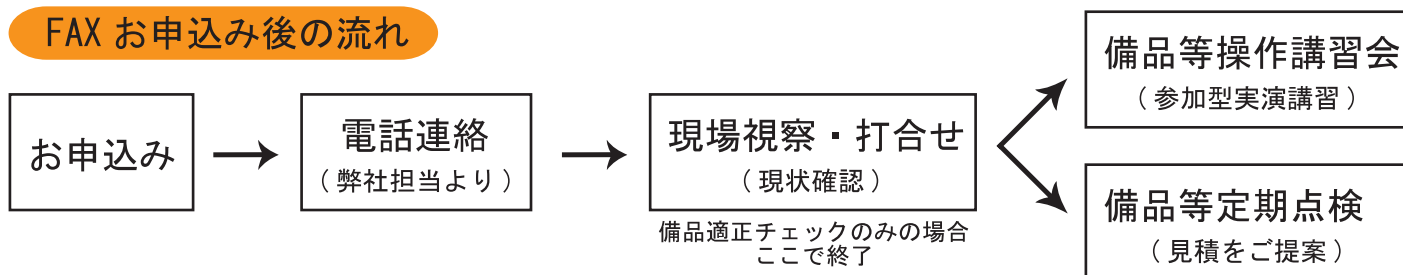 FAX お申込み後の流れ
お申込み
電話連絡
(弊社担当より)
現場視察・打合せ
(現状確認)
備品適正チェックのみの場合
ここで終了
備品等操作講習会
(参加型実演講習)
備品等定期点検
(見積をご提案)